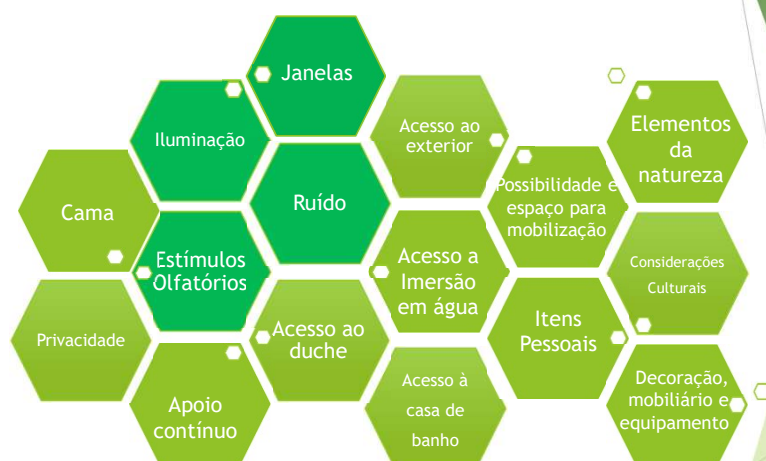 Janelas
Iluminação
Acesso ao
exterior
Elementos
da
natureza
Cama
Ruído
Possibilidade e
espaço para
mobilização
Estímulos
Olfatórios
Acesso a
Imersão
em água
Considerações
Culturais
Privacidade
Acesso ao
duche
Itens
Pessoais
Apoio
contínuo
Acesso à
casa de
banho
Decoração,
mobiliário e
equipamento